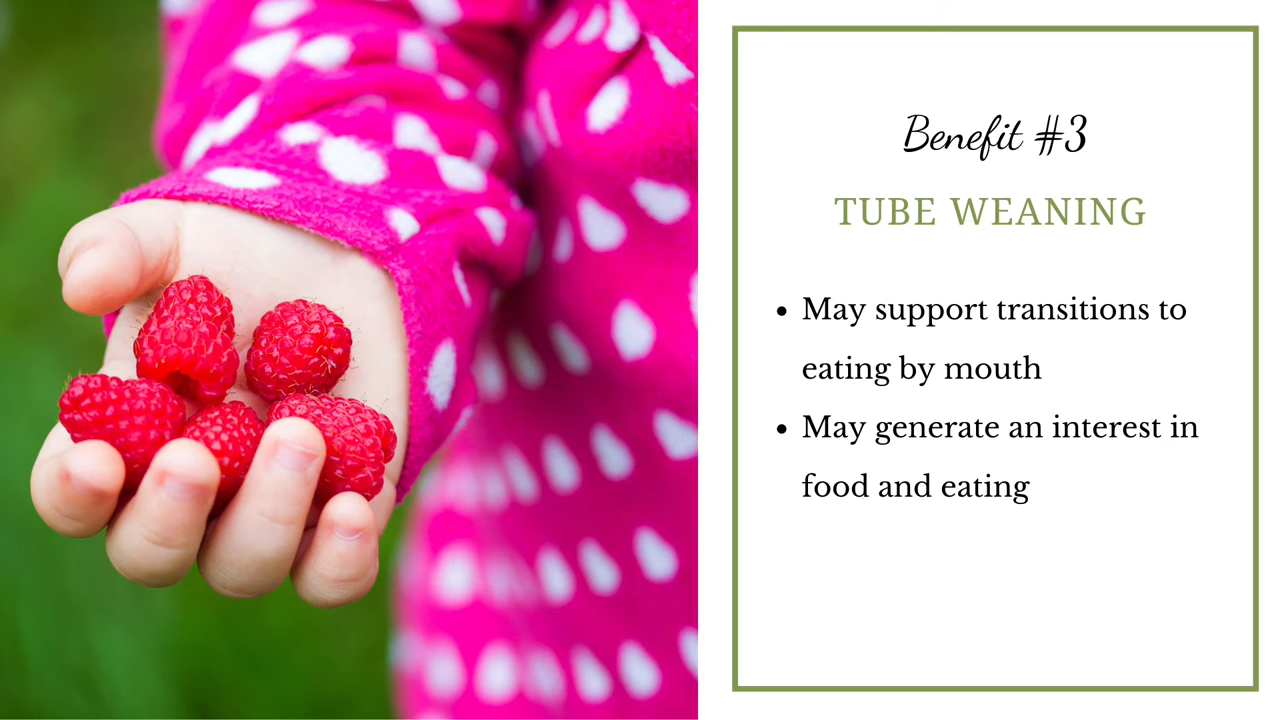 Benefit #3
TUBE WEANING
• May support transitions to
eating by mouth
• May generate an interest in
food and eating